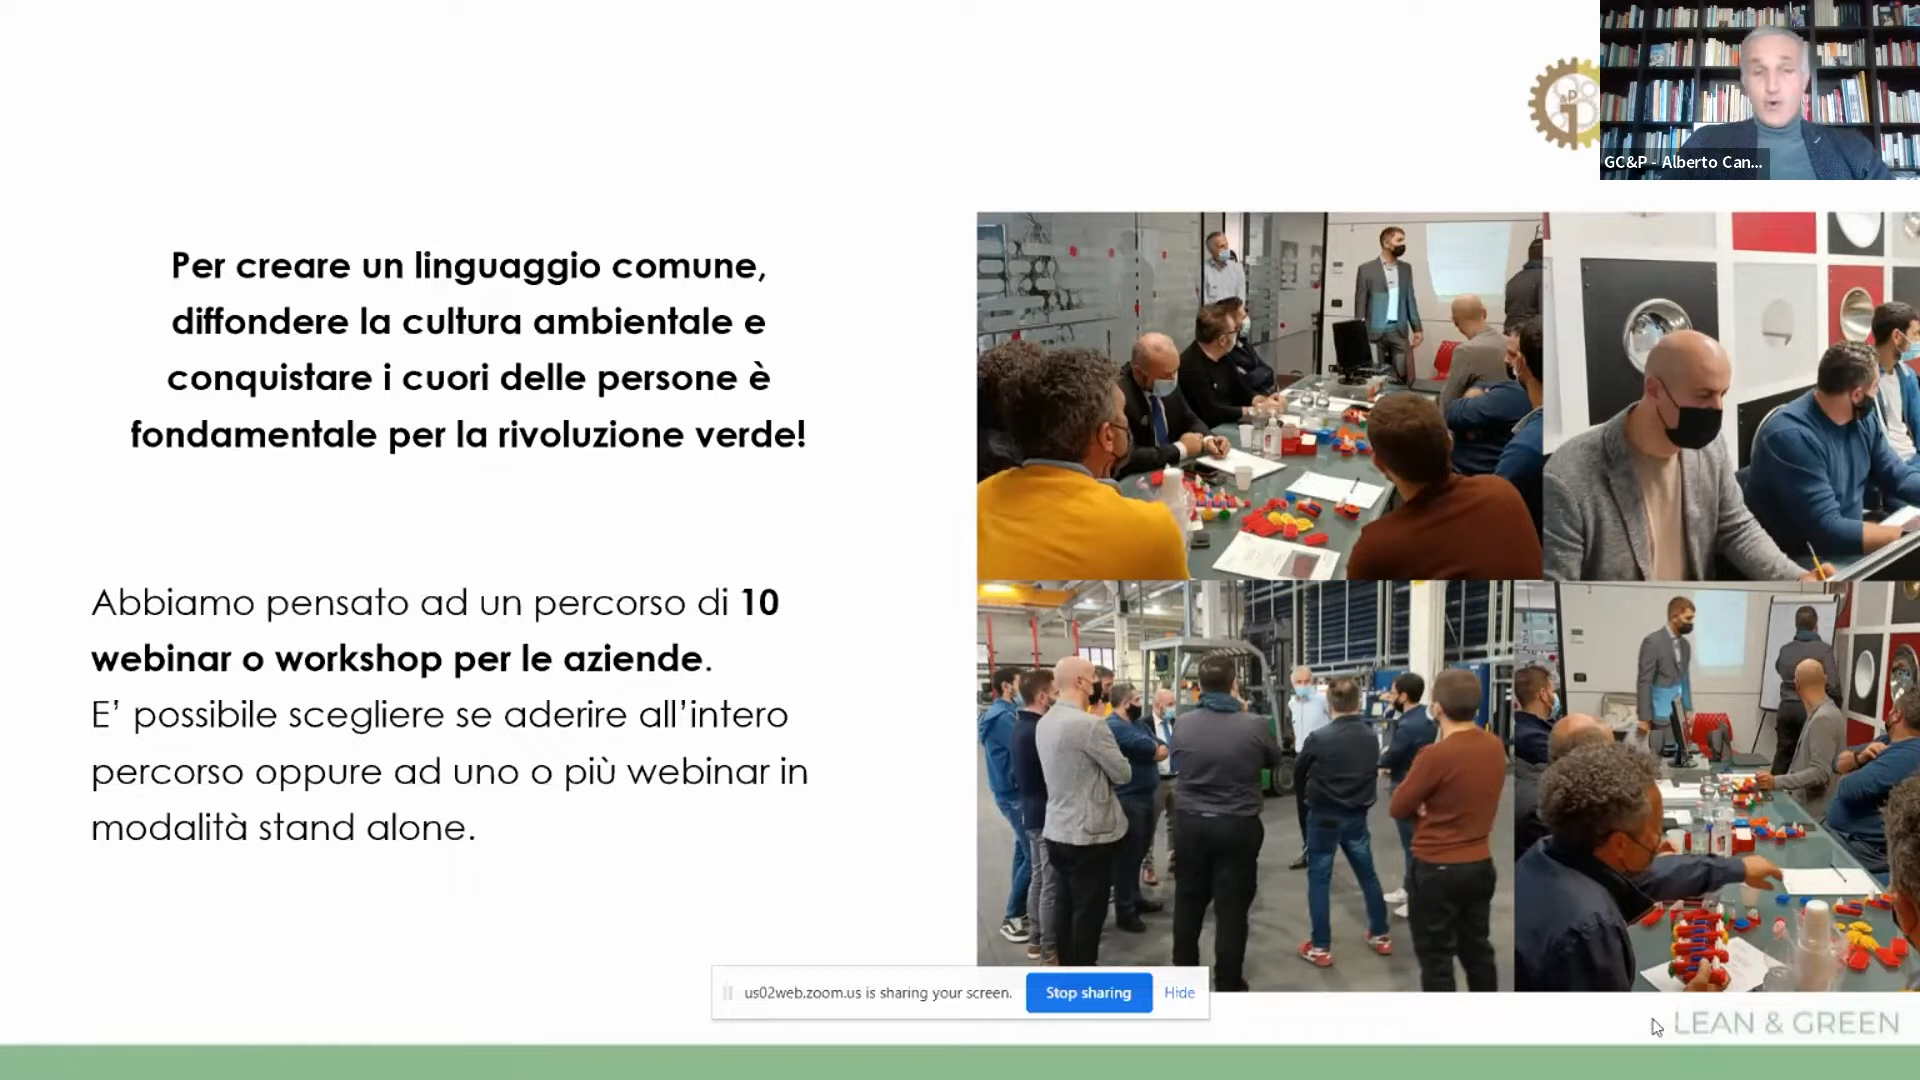 GC&P - Alberto Can...
Per creare un linguaggio comune,
diffondere la cultura ambientale e
conquistare i cuori delle persone è
fondamentale per la rivoluzione verde!
Abbiamo pensato ad un percorso di 10
webinar o workshop per le aziende.
E’ possibile scegliere se aderire all’intero
percorso oppure ad uno o più webinar in
modalità stand alone.
us02web.zoom.us is sharing your screen.
Stop sharing
Hide
LEAN & GREEN